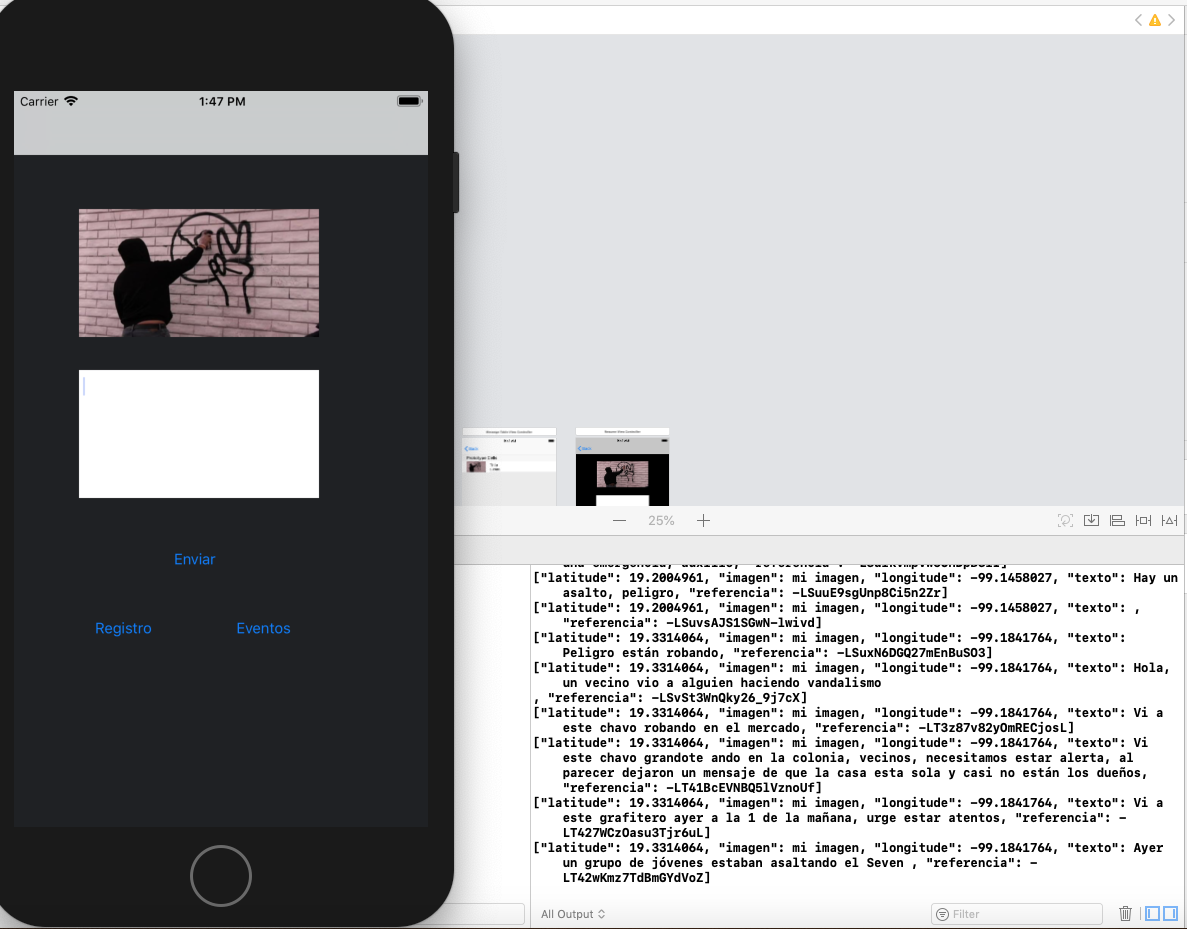 Carrier
1:47 PM
Enviar
Registro
Eventos
Back
Prototype Cells
Title
Back
25%
["latitude": 19.2004961, "imagen": mi imagen, "longitude": -99.1458027, "texto": Hay un
asalto, peligro, "referencia": -LSuuE9sgUnp8Ci5n2Zr]
["latitude": 19.2004961, "imagen": mi imagen, "longitude": -99.1458027, "texto": ,
"referencia": -LSuvsAJS1SGwN-lwivd]
["latitude": 19.3314064, "imagen": mi imagen, "longitude": -99.1841764, "texto":
Peligro están robando, "referencia": -LSuxN6DGQ27mEnBuSO3]
["latitude": 19.3314064, "imagen": mi imagen, "longitude": -99.1841764, "texto": Hola,
un vecino vio a alguien haciendo vandalismo
, "referencia": -LSvSt3WnQky26_9j7cX]
["latitude": 19.3314064, "imagen": mi imagen, "longitude": -99.1841764, "texto": Vi a
este chavo robando en el mercado, "referencia": -LT3z87v82yOmRECjosL]
["latitude": 19.3314064, "imagen": mi imagen, "longitude": -99.1841764, "texto": Vi
este chavo grandote ando en la colonia, vecinos, necesitamos estar alerta, al
parecer dejaron un mensaje de que la casa esta sola y casi no están los dueños,
"referencia": -LT41BcEVNBQ5lVznoUf]
["latitude": 19.3314064, "imagen": mi imagen, "longitude": -99.1841764, "texto": Vi a
este grafitero ayer a la 1 de la mañana, urge estar atentos, "referencia": -
LT427WCzOasu3Tjr6uL]
["latitude": 19.3314064, "imagen": mi imagen, "longitude": -99.1841764, "texto": Ayer
un grupo de jóvenes estaban asaltando el Seven , "referencia": -
LT42wKmz7TdBmGYdVoZ]
All Output
Filter